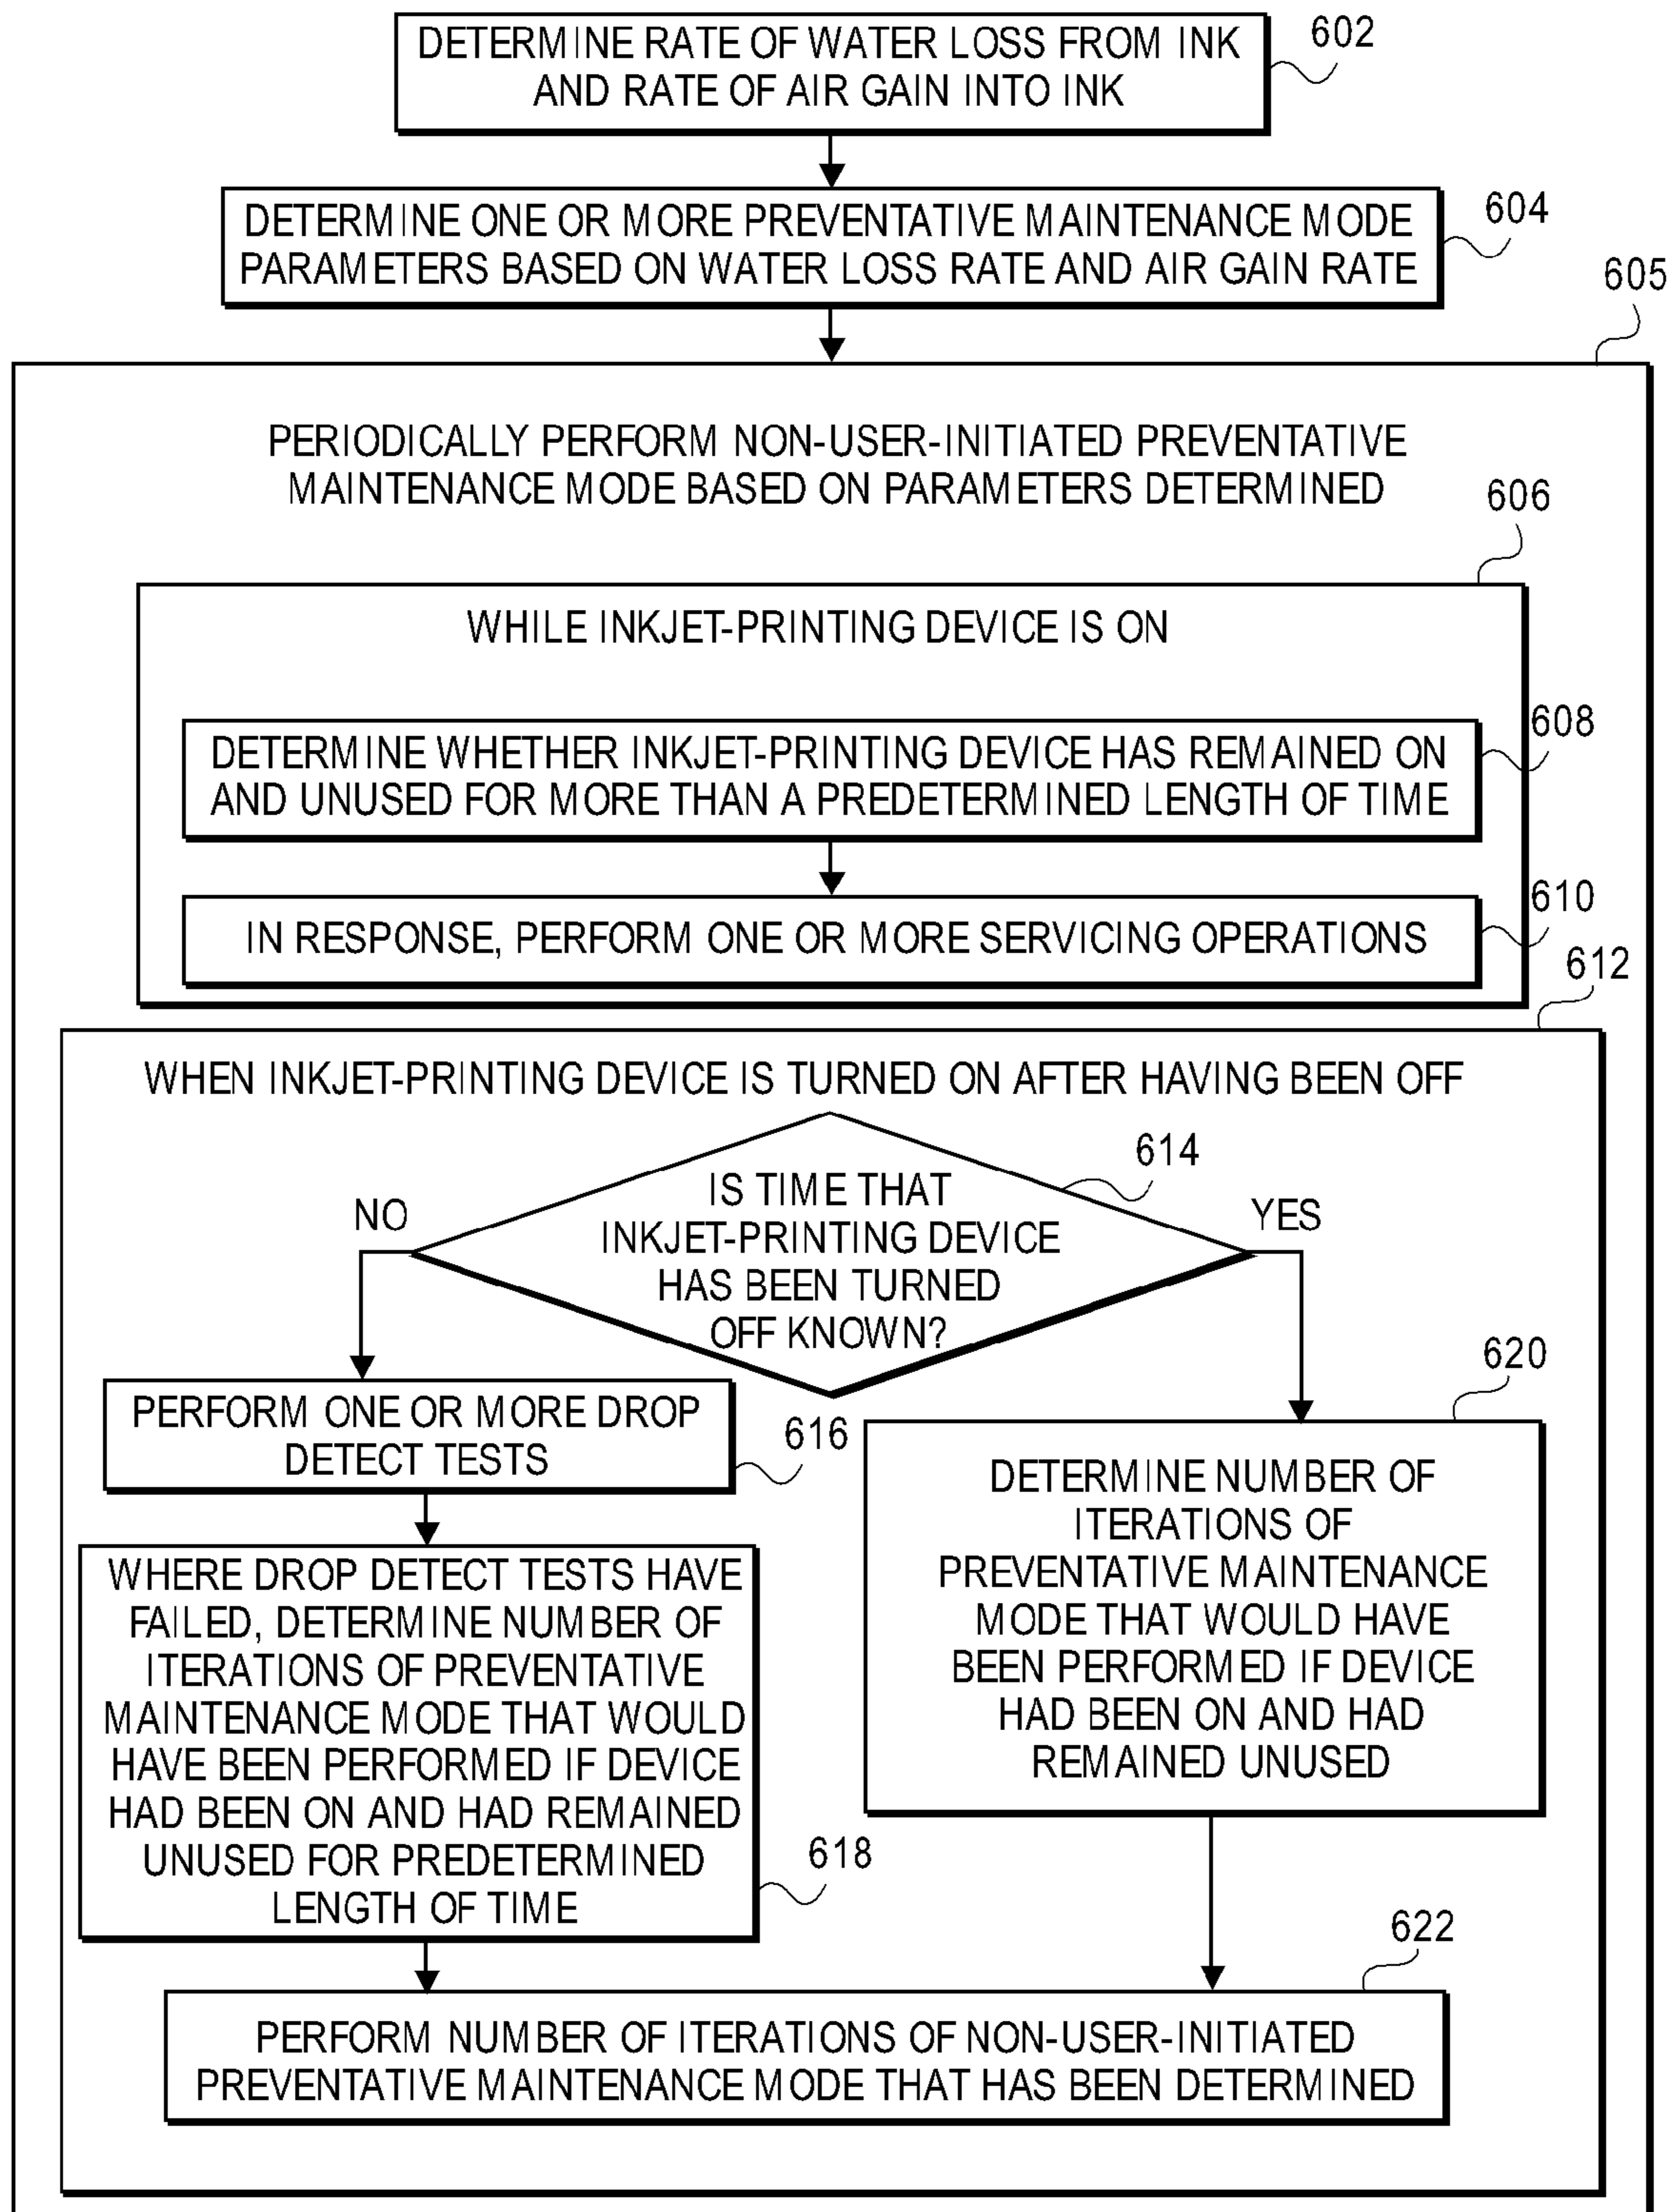 DETERMINE RATE OF WATER LOSS FROM INK
AND RATE OF AIR GAIN INTO INK
602
DETERMINE ONE OR MORE PREVENTATIVE MAINTENANCE MODE
PARAMETERS BASED ON WATER LOSS RATE AND AIR GAIN RATE
604
605
PERIODICALLY PERFORM NON-USER-INITIATED PREVENTATIVE
MAINTENANCE MODE BASED ON PARAMETERS DETERMINED
606
WHILE INKJET-PRINTING DEVICE IS ON
608
DETERMINE WHETHER INKJET-PRINTING DEVICE HAS REMAINED ON
AND UNUSED FOR MORE THAN A PREDETERMINED LENGTH OF TIME
610
IN RESPONSE, PERFORM ONE OR MORE SERVICING OPERATIONS
612
WHEN INKJET-PRINTING DEVICE IS TURNED ON AFTER HAVING BEEN OFF
614
IS TIME THAT
INKJET-PRINTING DEVICE
HAS BEEN TURNED
OFF KNOWN?
NO
YES
PERFORM ONE OR MORE DROP
DETECT TESTS
616
WHERE DROP DETECT TESTS HAVE
FAILED, DETERMINE NUMBER OF
ITERATIONS OF PREVENTATIVE
MAINTENANCE MODE THAT WOULD
HAVE BEEN PERFORMED IF DEVICE
HAD BEEN ON AND HAD REMAINED
UNUSED FOR PREDETERMINED
LENGTH OF TIME
618
620
DETERMINE NUMBER OF
ITERATIONS OF
PREVENTATIVE MAINTENANCE
MODE THAT WOULD HAVE
BEEN PERFORMED IF DEVICE
HAD BEEN ON AND HAD
REMAINED UNUSED
622
PERFORM NUMBER OF ITERATIONS OF NON-USER-INITIATED
PREVENTATIVE MAINTENANCE MODE THAT HAS BEEN DETERMINED